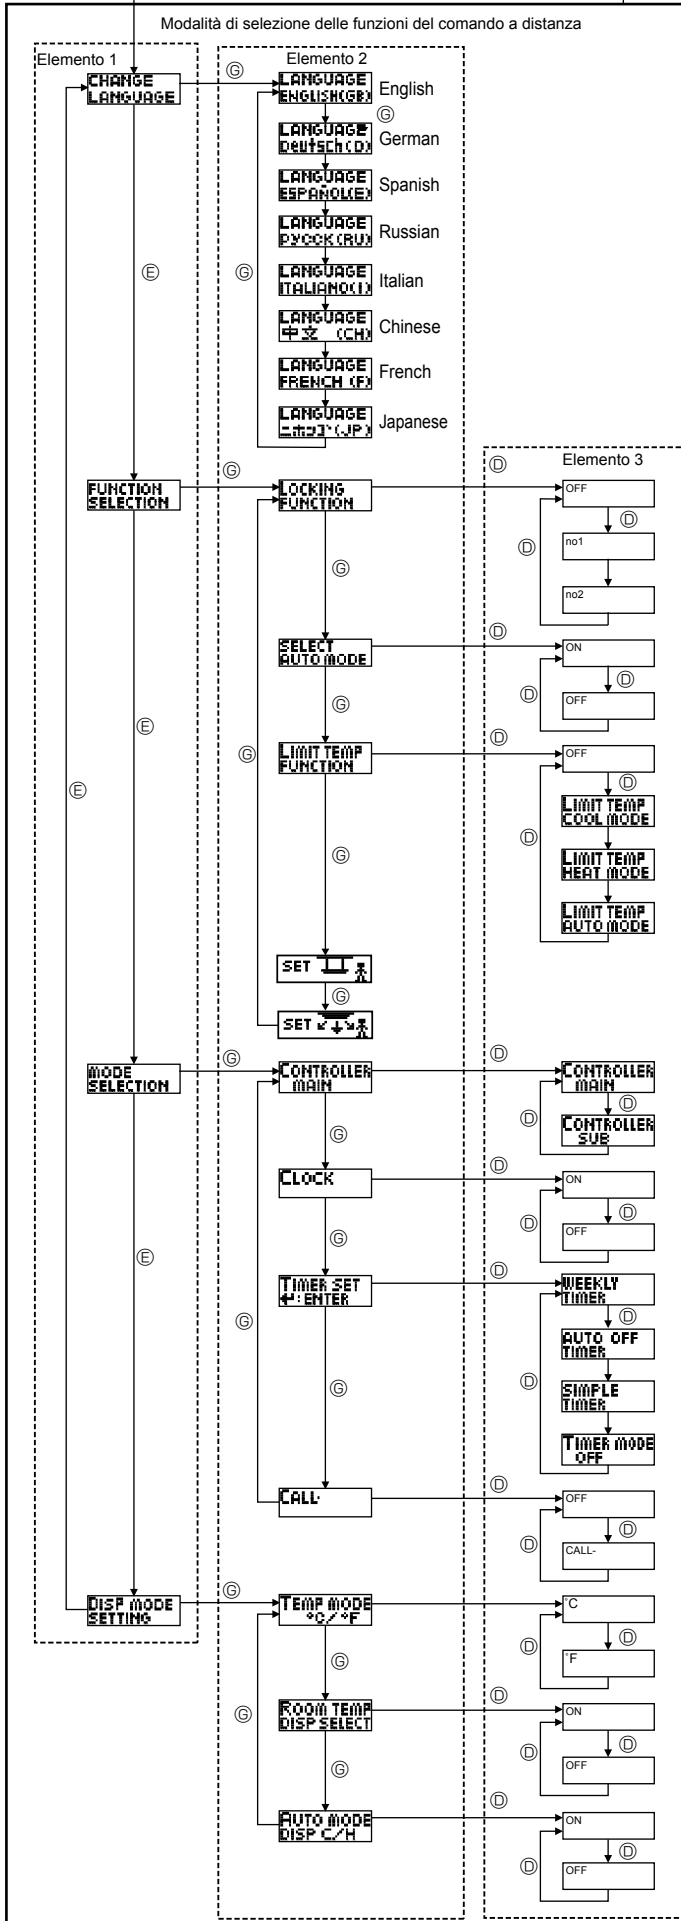 Modalità di selezione delle funzioni del comando a distanza
Elemento 1
Elemento 2
CHANGE
LANGUAGE
Ⓖ
LANGUAGE
ENGLISH(GB)
English
Ⓖ
LANGUAGE
Deutsch(D)
German
LANGUAGE
ESPAÑOL(E)
Spanish
LANGUAGE
РУССК(RU)
Russian
Ⓔ
Ⓖ
LANGUAGE
ITALIANO(I)
Italian
LANGUAGE
中文 (CH)
Chinese
LANGUAGE
FRENCH (F)
French
LANGUAGE
ニホンゴ(JP)
Japanese
Elemento 3
FUNCTION
SELECTION
Ⓖ
LOCKING
FUNCTION
Ⓓ
OFF
Ⓓ
Ⓓ
no1
Ⓖ
no2
SELECT
AUTO MODE
Ⓓ
ON
Ⓓ
Ⓓ
OFF
Ⓖ
Ⓔ
Ⓖ
LIMIT TEMP
FUNCTION
Ⓓ
OFF
Ⓓ
Ⓔ
LIMIT TEMP
COOL MODE
Ⓓ
Ⓖ
LIMIT TEMP
HEAT MODE
LIMIT TEMP
AUTO MODE
SET
Ⓖ
SET
MODE
SELECTION
Ⓖ
CONTROLLER
MAIN
Ⓓ
CONTROLLER
MAIN
Ⓓ
Ⓓ
CONTROLLER
SUB
Ⓖ
CLOCK
Ⓓ
ON
Ⓓ
Ⓓ
OFF
Ⓖ
Ⓔ
TIMER SET
↵:ENTER
Ⓓ
WEEKLY
TIMER
Ⓓ
Ⓖ
AUTO OFF
TIMER
Ⓓ
Ⓖ
SIMPLE
TIMER
TIMER MODE
OFF
CALL-
Ⓓ
OFF
Ⓓ
Ⓓ
CALL-
DISP MODE
SETTING
Ⓖ
TEMP MODE
°C/°F
°C
Ⓓ
Ⓓ
°F
Ⓖ
Ⓖ
ROOM TEMP
DISP SELECT
Ⓓ
ON
Ⓓ
Ⓓ
OFF
Ⓖ
AUTO MODE
DISP C/H
Ⓓ
ON
Ⓓ
Ⓓ
OFF